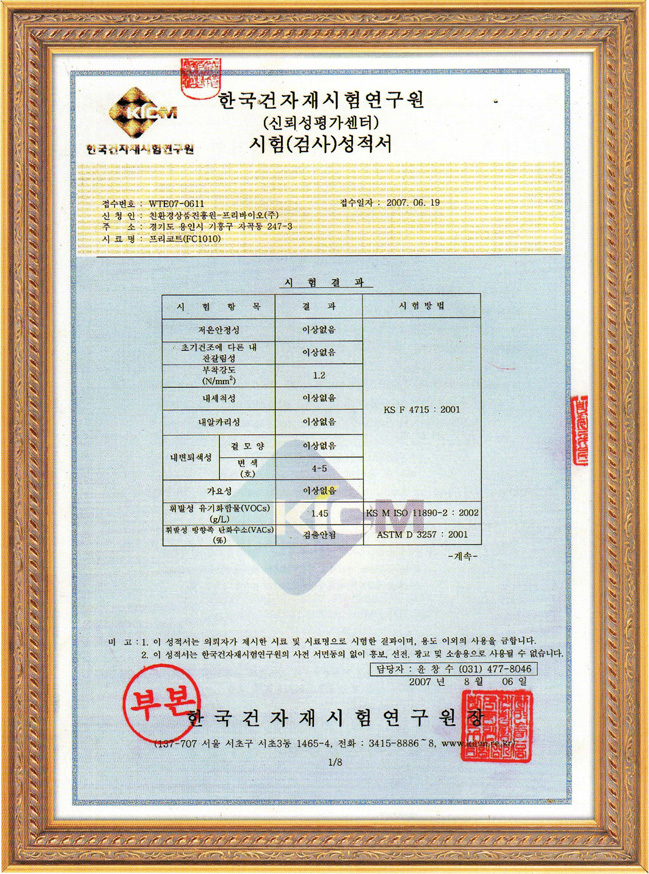 KICM
한국건자재시험연구원
한국건자재시험연구원
(신뢰성평가센터)
시험(검사)성적서
접수번호 : WTE07-0611 접수일자 : 2007. 06. 19
신 청 인 : 친환경상품진흥원-프리바이오(주)
주 소 : 경기도 용인시 기흥구 자곡동 247-3
시 료 명 : 프리코트(FC1010)
시 험 결 과
시 험 항 목 결 과 시 험 방 법
저온안정성 이상없음
초기건조에 다른 내
잔갈림성 이상없음
부착강도
(N/mm²) 1.2
내세척성 이상없음
KS F 4715 : 2001
내알카리성 이상없음
내면퇴색성 겉 모 양 이상없음
변 색
(호) 4-5
가요성 이상없음
휘발성 유기화합물(VOCs)
(g/L) 1.45 KS M ISO 11890-2 : 2002
휘발성 방향족 탄화수소(VACs)
(%) 검출안됨 ASTM D 3257 : 2001
KICM
-계속-
비 고 : 1. 이 성적서는 의뢰자가 제시한 시료 및 시료명으로 시험한 결과이며, 용도 이외의 사용을 금합니다.
2. 이 성적서는 한국건자재시험연구원의 사전 서면동의 없이 홍보, 선전, 광고 및 소송용으로 사용될 수 없습니다.
담당자 : 윤 창 수 (031) 477-8046
2007 년 8 월 06 일
부본
한국건자재시험연구원장
(137-707 서울 서초구 서초3동 1465-4, 전화 : 3415-8886~8, www.kicm.re.kr)
1/8